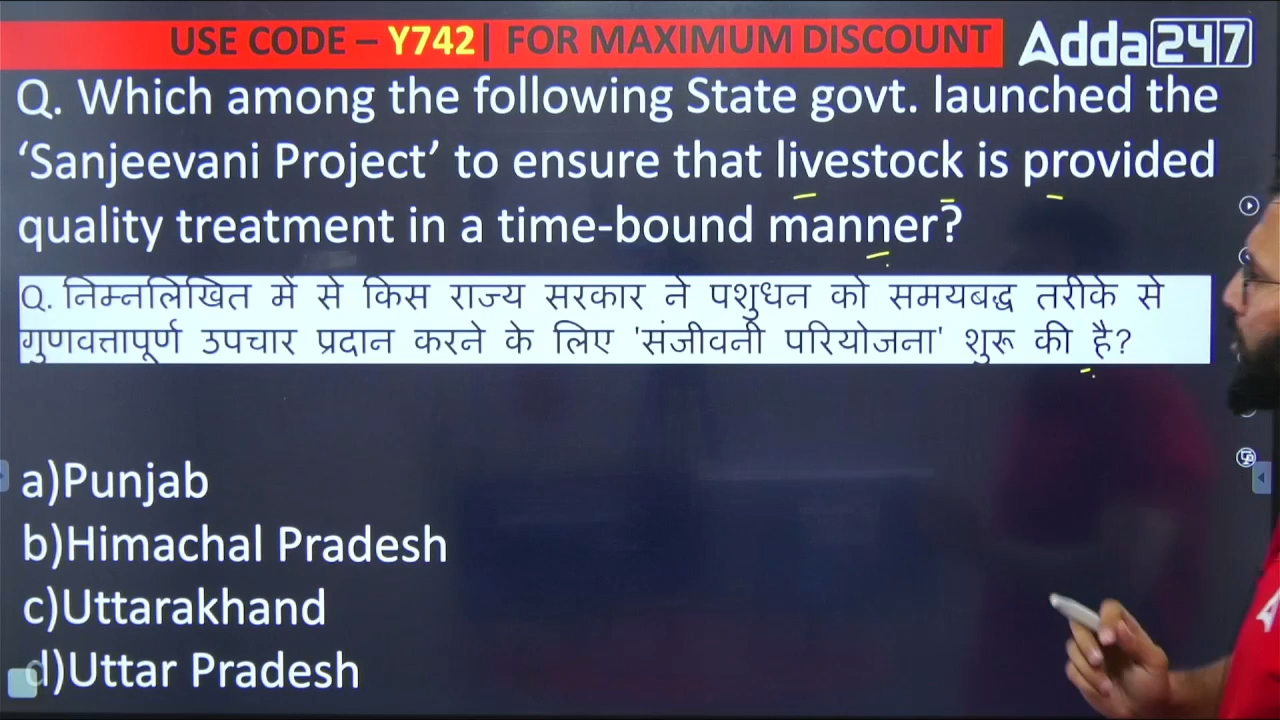 USE CODE – Y742| FOR MAXIMUM DISCOUNT
Adda247
Q. Which among the following State govt. launched the
‘Sanjeevani Project’ to ensure that livestock is provided
quality treatment in a time-bound manner?
Q. निम्नलिखित में से किस राज्य सरकार ने पशुधन को समयबद्ध तरीके से
गुणवत्तापूर्ण उपचार प्रदान करने के लिए 'संजीवनी परियोजना' शुरू की है?
a)Punjab
b)Himachal Pradesh
c)Uttarakhand
d)Uttar Pradesh